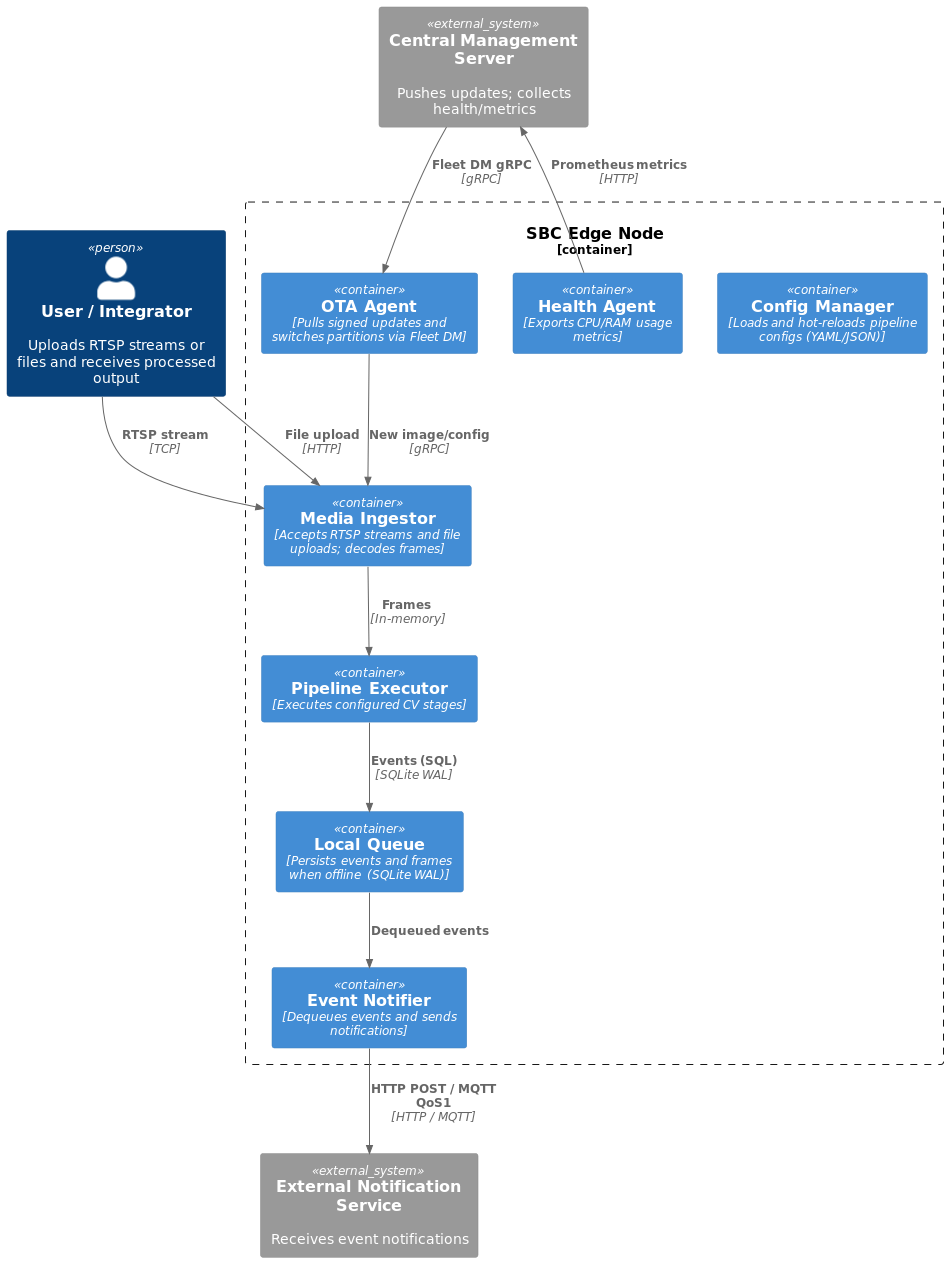 «external_system»
Central Management
Server
Pushes updates; collects
health/metrics
Fleet DM gRPC
[gRPC]
Prometheus metrics
[HTTP]
SBC Edge Node
[container]
«person»
User / Integrator
Uploads RTSP streams or
files and receives processed
output
«container»
OTA Agent
[Pulls signed updates and
switches partitions via Fleet DM]
«container»
Health Agent
[Exports CPU/RAM usage
metrics]
«container»
Config Manager
[Loads and hot-reloads pipeline
configs (YAML/JSON)]
RTSP stream
[TCP]
File upload
[HTTP]
New image/config
[gRPC]
«container»
Media Ingestor
[Accepts RTSP streams and file
uploads; decodes frames]
Frames
[In-memory]
«container»
Pipeline Executor
[Executes configured CV stages]
Events (SQL)
[SQLite WAL]
«container»
Local Queue
[Persists events and frames
when offline (SQLite WAL)]
Dequeued events
«container»
Event Notifier
[Dequeues events and sends
notifications]
HTTP POST / MQTT
QoS1
[HTTP / MQTT]
«external_system»
External Notification
Service
Receives event notifications